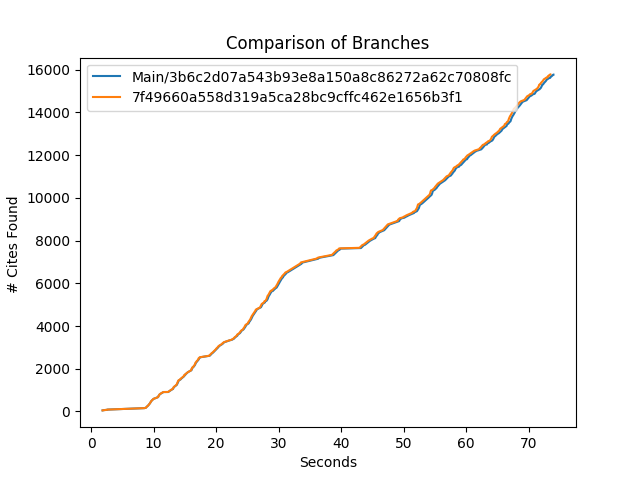 Comparison of Branches
Main/3b6c2d07a543b93e8a150a8c86272a62c70808fc
7f49660a558d319a5ca28bc9cffc462e1656b3f1
16000
14000
12000
10000
8000
6000
4000
2000
0
# Cites Found
0 10 20 30 40 50 60 70
Seconds